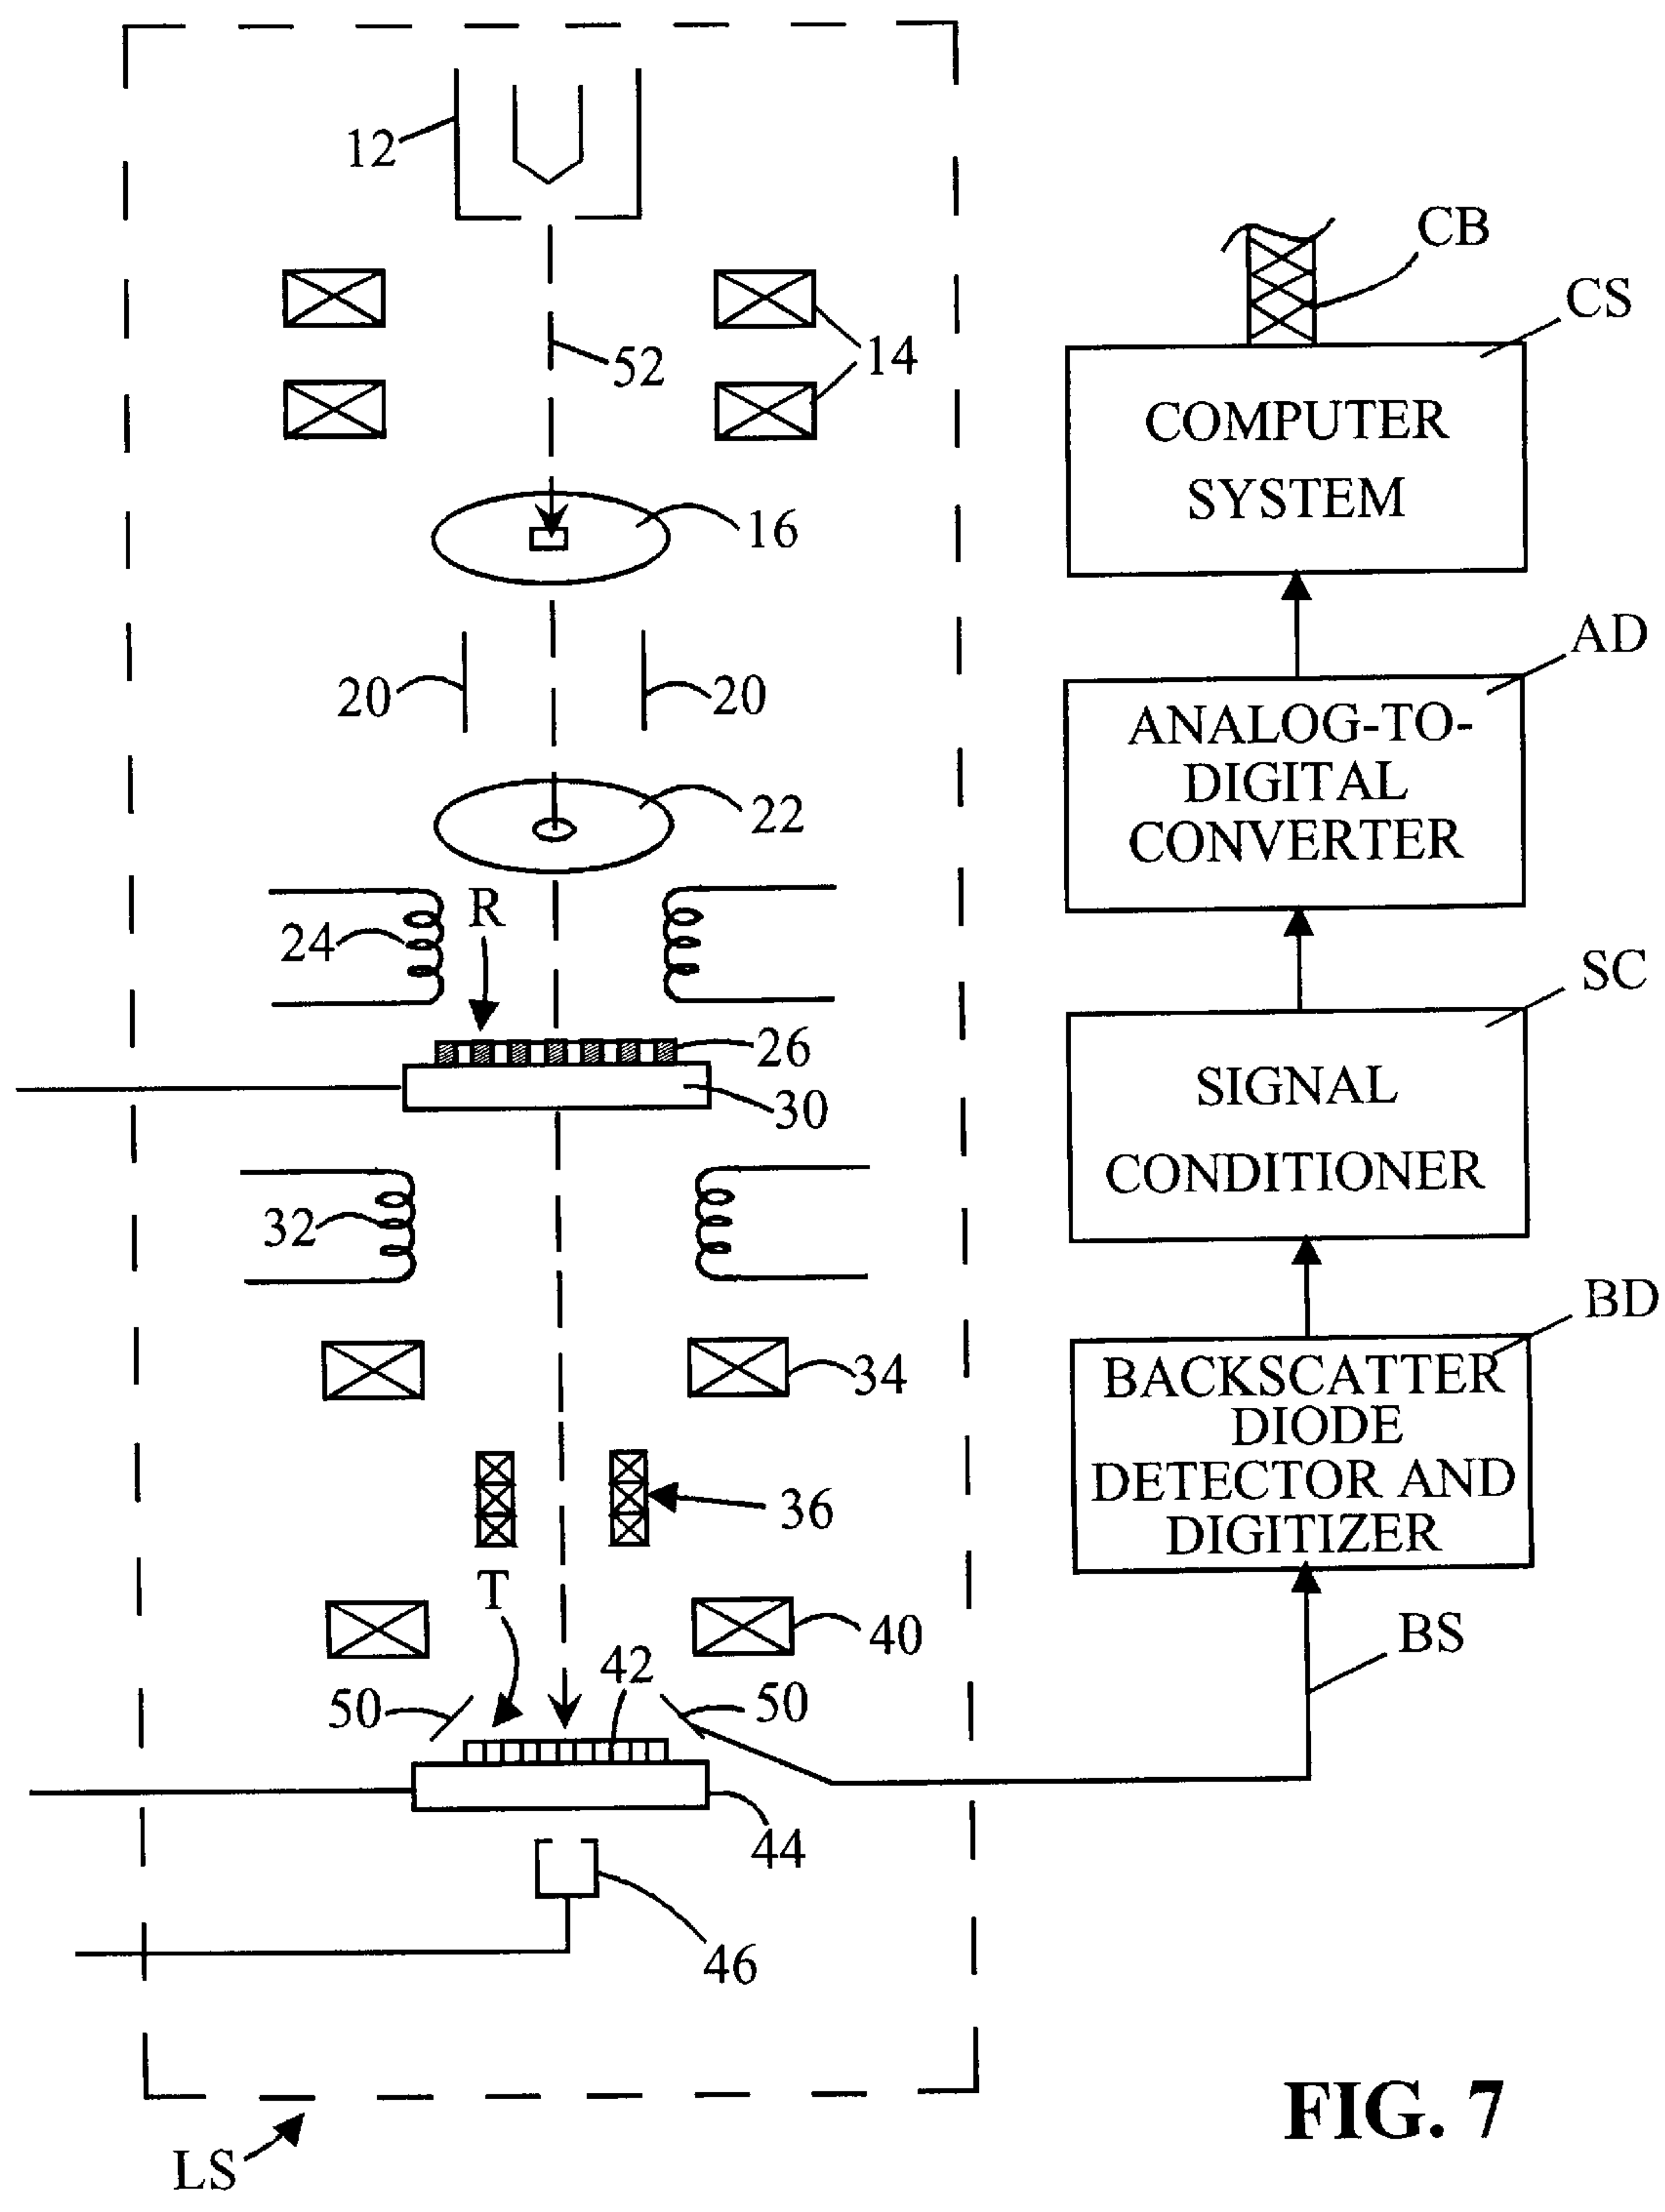 12
52
14
CB
CS
COMPUTER
SYSTEM
16
20
20
AD
ANALOG-TO-
DIGITAL
CONVERTER
22
R
24
SC
26
30
SIGNAL
CONDITIONER
32
BD
34
BACKSCATTER
DIODE
DETECTOR AND
DIGITIZER
36
T
40
BS
42
50
50
44
46
LS
FIG. 7